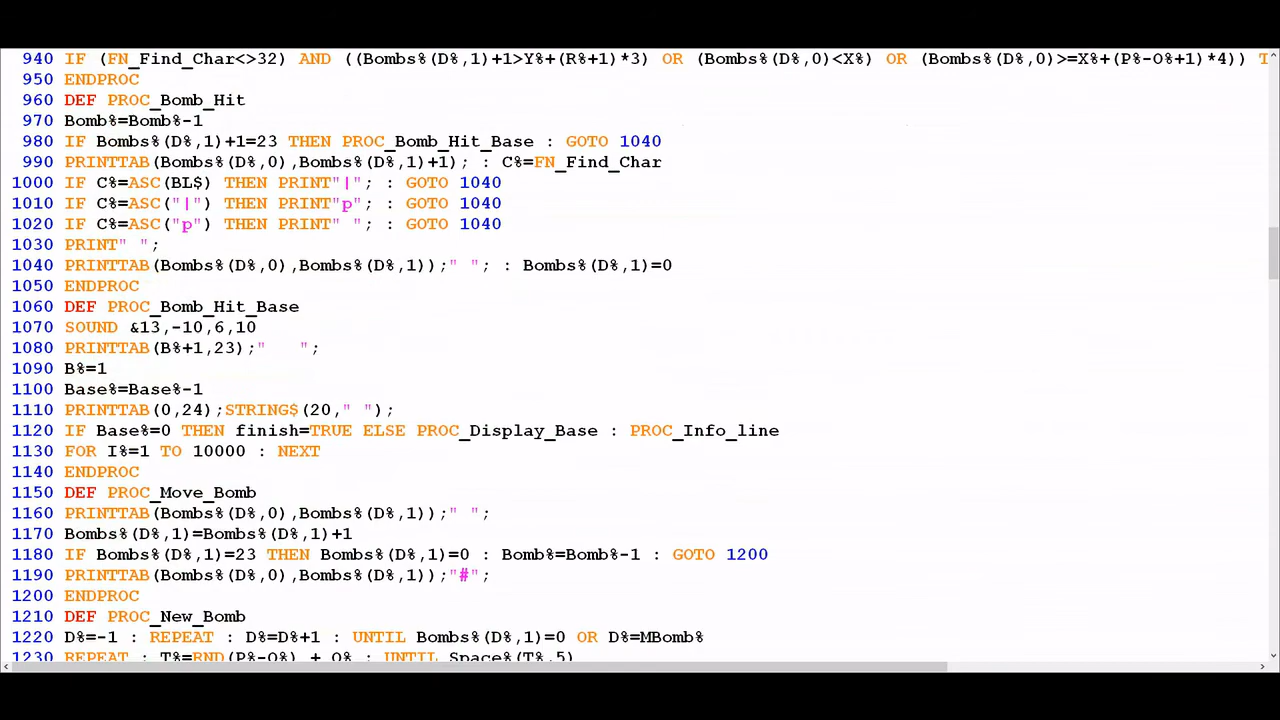 940 IF (FN_Find_Char<>32) AND ((Bombs%(D%,1)+1>Y%+(R%+1)*3) OR (Bombs%(D%,0)<X%) OR (Bombs%(D%,0)>=X%+(P%-O%+1)*4)) T
950 ENDPROC
960 DEF PROC_Bomb_Hit
970 Bomb%=Bomb%-1
980 IF Bombs%(D%,1)+1=23 THEN PROC_Bomb_Hit_Base : GOTO 1040
990 PRINTTAB(Bombs%(D%,0),Bombs%(D%,1)+1); : C%=FN_Find_Char
1000 IF C%=ASC(BL$) THEN PRINT"|"; : GOTO 1040
1010 IF C%=ASC("|") THEN PRINT"p"; : GOTO 1040
1020 IF C%=ASC("p") THEN PRINT" "; : GOTO 1040
1030 PRINT" ";
1040 PRINTTAB(Bombs%(D%,0),Bombs%(D%,1));" "; : Bombs%(D%,1)=0
1050 ENDPROC
1060 DEF PROC_Bomb_Hit_Base
1070 SOUND &13,-10,6,10
1080 PRINTTAB(B%+1,23);"   ";
1090 B%=1
1100 Base%=Base%-1
1110 PRINTTAB(0,24);STRING$(20," ");
1120 IF Base%=0 THEN finish=TRUE ELSE PROC_Display_Base : PROC_Info_line
1130 FOR I%=1 TO 10000 : NEXT
1140 ENDPROC
1150 DEF PROC_Move_Bomb
1160 PRINTTAB(Bombs%(D%,0),Bombs%(D%,1));" ";
1170 Bombs%(D%,1)=Bombs%(D%,1)+1
1180 IF Bombs%(D%,1)=23 THEN Bombs%(D%,1)=0 : Bomb%=Bomb%-1 : GOTO 1200
1190 PRINTTAB(Bombs%(D%,0),Bombs%(D%,1));"#";
1200 ENDPROC
1210 DEF PROC_New_Bomb
1220 D%=-1 : REPEAT : D%=D%+1 : UNTIL Bombs%(D%,1)=0 OR D%=MBomb%
1230 REPEAT : T%=RND(P%-O%) + O% : UNTIL Space%(T%,5)